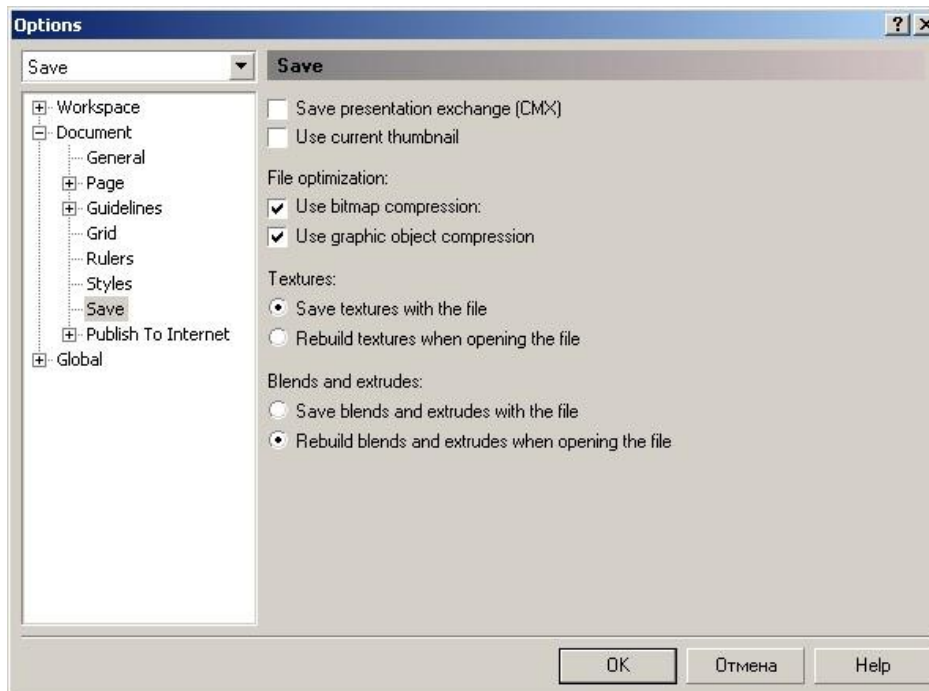 Options
Save
Save
Workspace
Document
General
Page
Guidelines
Grid
Rulers
Styles
Save
Publish To Internet
Global
Save presentation exchange (CMX)
Use current thumbnail
File optimization:
Use bitmap compression:
Use graphic object compression
Textures:
Save textures with the file
Rebuild textures when opening the file
Blends and extrudes:
Save blends and extrudes with the file
Rebuild blends and extrudes when opening the file
OK
Отмена
Help